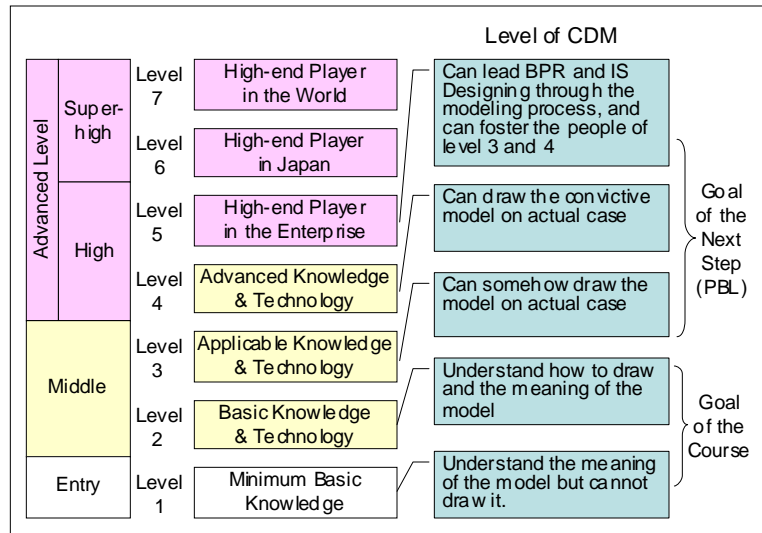 Level of CDM
Advanced Level
Super-
high
High
Middle
Entry
Level
7
High-end Player
in the World
Level
6
High-end Player
in Japan
Level
5
High-end Player
in the Enterprise
Level
4
Advanced Knowledge
& Technology
Level
3
Applicable Knowledge
& Technology
Level
2
Basic Knowledge
& Technology
Level
1
Minimum Basic
Knowledge
Can lead BPR and IS
Designing through the
modeling process, and
can foster the people of
level 3 and 4
Can draw the convictive
model on actual case
Can somehow draw the
model on actual case
Understand how to draw
and the meaning of the
model
Understand the meaning
of the model but cannot
draw it.
Goal
of the
Next
Step
(PBL)
Goal
of the
Course